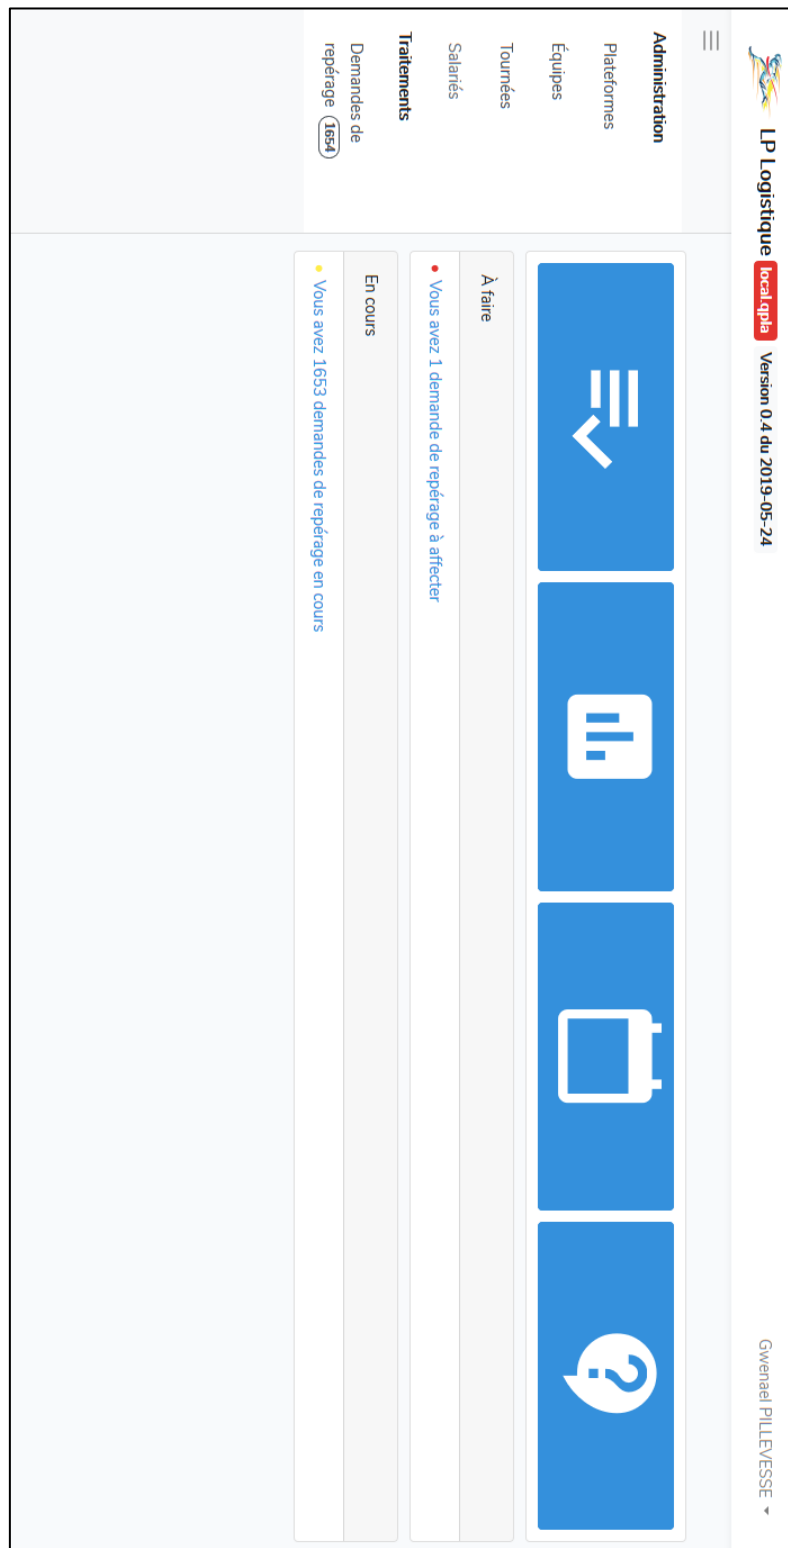 LP Logistique local.qpla Version 0.4 du 2019-05-24
Gwenael PILLEVESSE
Administration
Plateformes
Équipes
Tournées
Salariés
Traitements
Demandes de
repérage 1654
À faire
Vous avez 1 demande de repérage à affecter
En cours
Vous avez 1653 demandes de repérage en cours